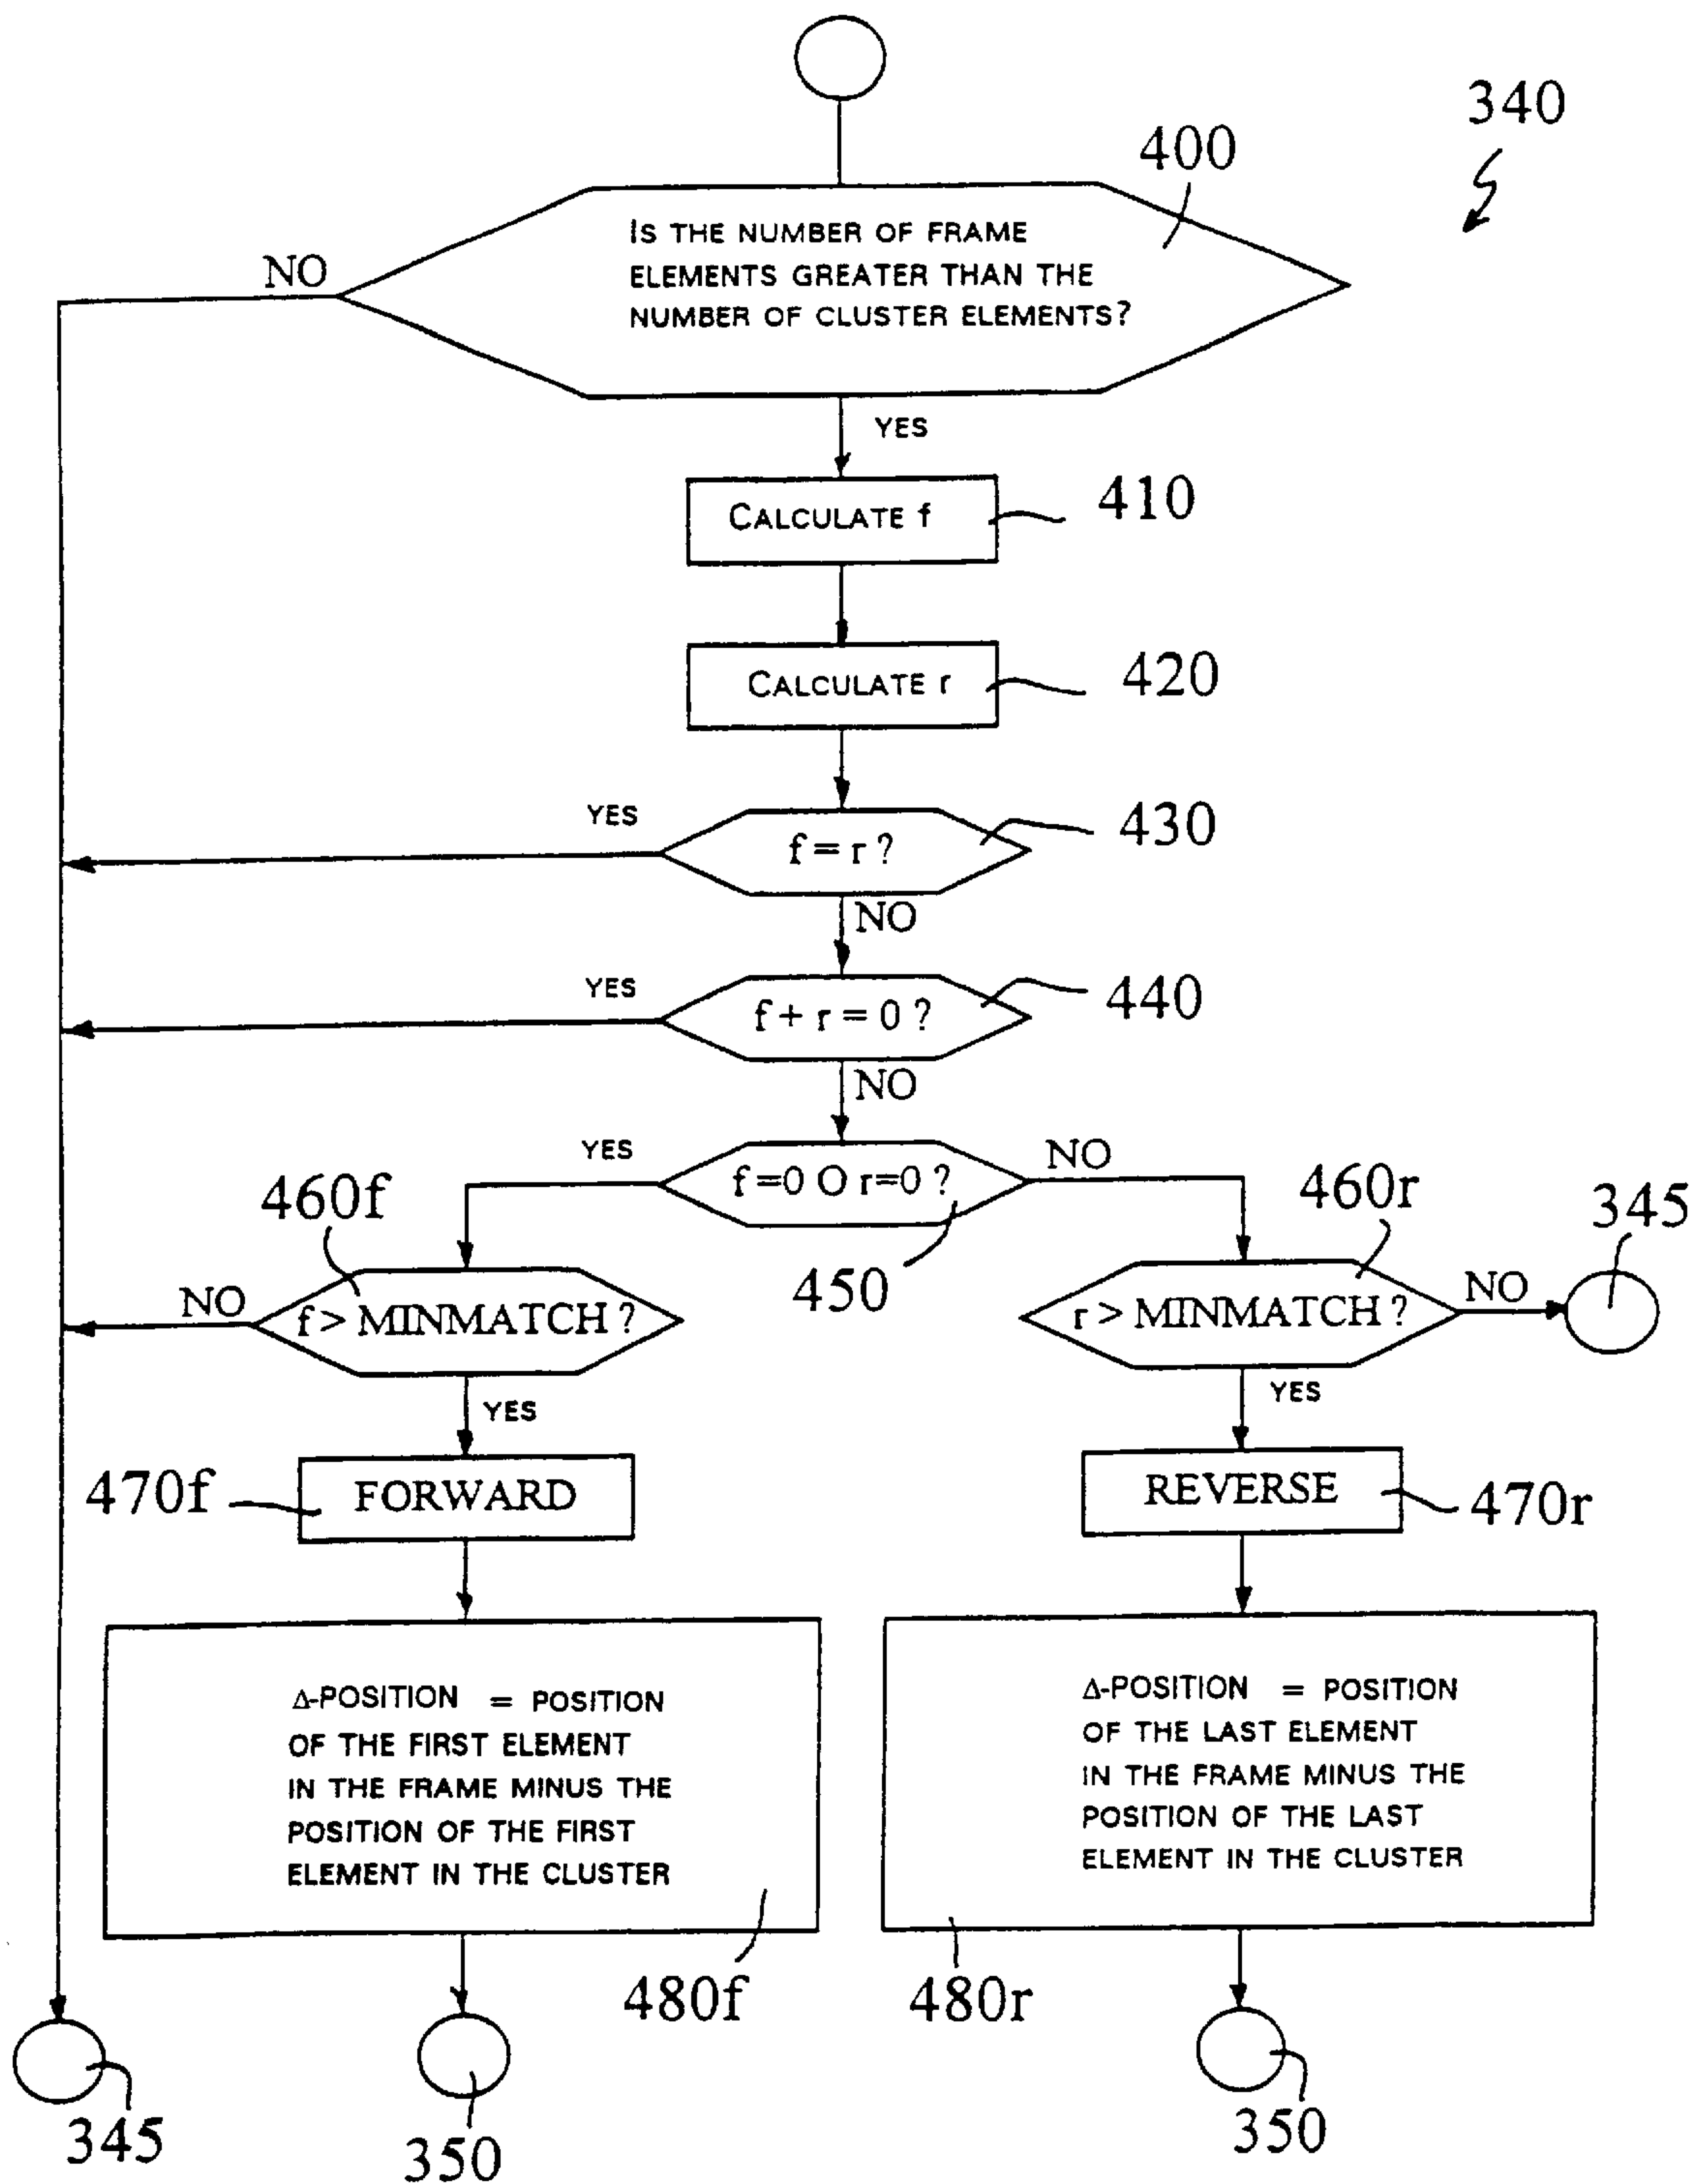 340
400
IS THE NUMBER OF FRAME
ELEMENTS GREATER THAN THE
NUMBER OF CLUSTER ELEMENTS?
NO
YES
CALCULATE f
410
CALCULATE r
420
YES
f = r ?
430
NO
YES
f + r = 0 ?
440
NO
YES
f =0 O r=0 ?
NO
450
460f
460r
345
NO
f > MINMATCH ?
r > MINMATCH ?
NO
YES
YES
470f
FORWARD
REVERSE
470r
Δ-POSITION = POSITION
OF THE FIRST ELEMENT
IN THE FRAME MINUS THE
POSITION OF THE FIRST
ELEMENT IN THE CLUSTER
480f
Δ-POSITION = POSITION
OF THE LAST ELEMENT
IN THE FRAME MINUS THE
POSITION OF THE LAST
ELEMENT IN THE CLUSTER
480r
345
350
350